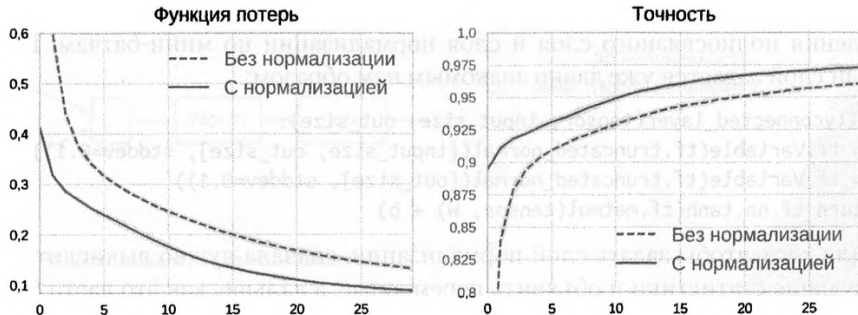 Функция потерь
0,6
0,5
0,4
0,3
0,2
0,1
Без нормализации
С нормализацией
0 5 10 15 20 25
Точность
1,0
0,975
0,95
0,925
0,90
0,875
0,85
0,825
0,8
Без нормализации
С нормализацией
0 5 10 15 20 25